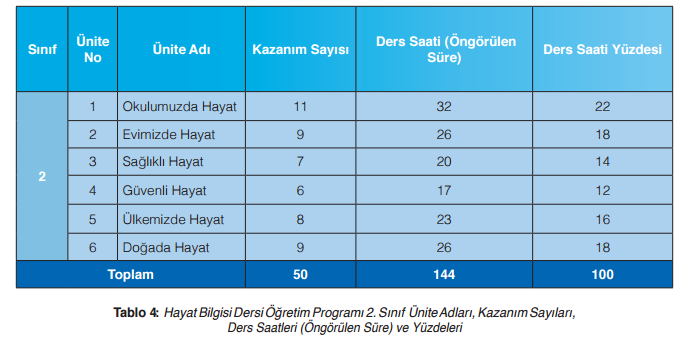 Sınıf Ünite No Ünite Adı Kazanım Sayısı Ders Saati (Öngörülen Süre) Ders Saati Yüzdesi
2
1 Okulumuzda Hayat 11 32 22
2 Evimizde Hayat 9 26 18
3 Sağlıklı Hayat 7 20 14
4 Güvenli Hayat 6 17 12
5 Ülkemizde Hayat 8 23 16
6 Doğada Hayat 9 26 18
Toplam 50 144 100
Tablo 4: Hayat Bilgisi Dersi Öğretim Programı 2. Sınıf Ünite Adları, Kazanım Sayıları,
Ders Saatleri (Öngörülen Süre) ve Yüzdeleri